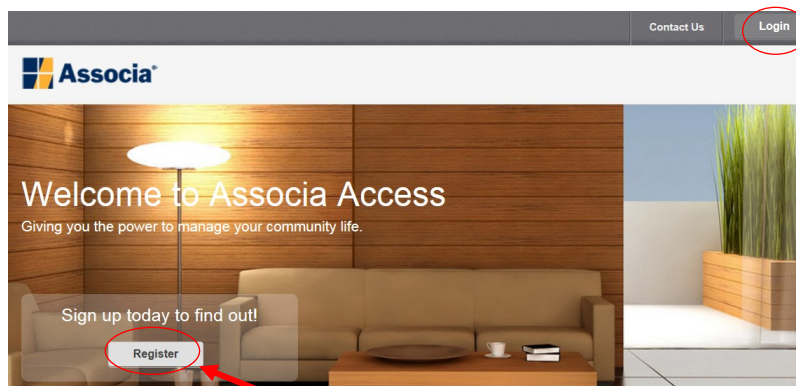 Contact Us
Login
Associa®
Welcome to Associa Access
Giving you the power to manage your community life.
Sign up today to find out!
Register